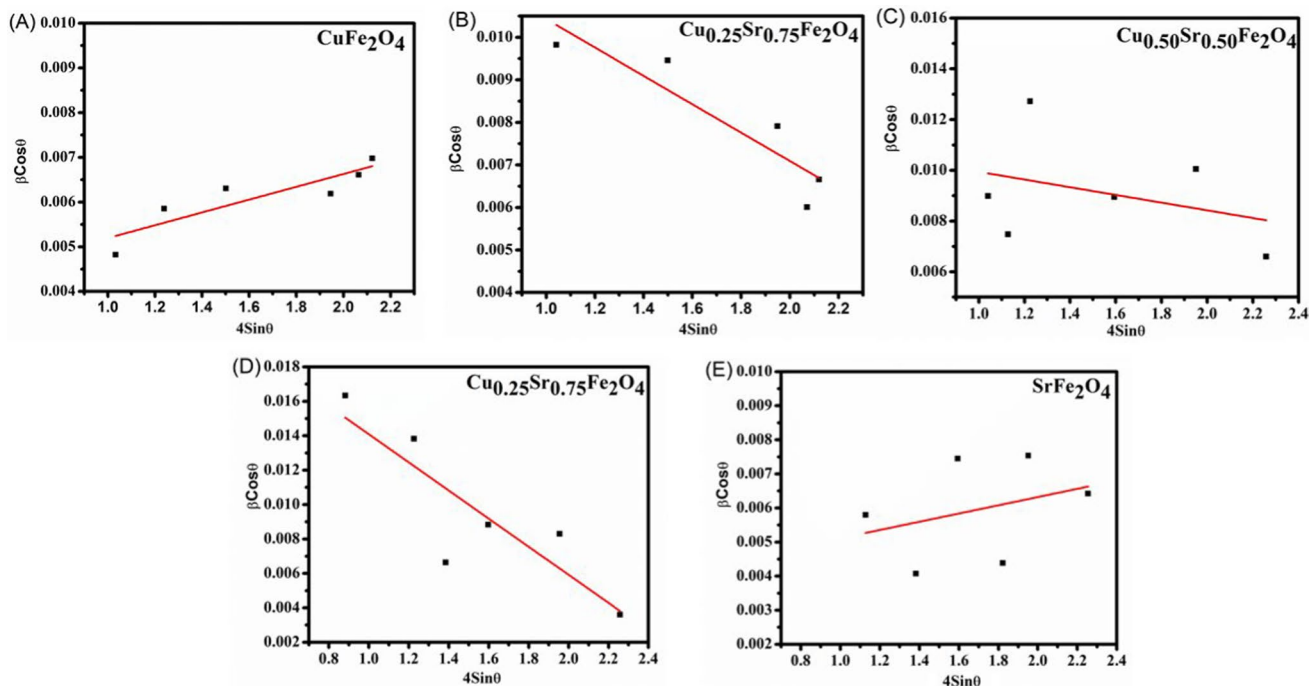 (A)
CuFe2O4
0.010
0.009
0.008
0.007
0.006
0.005
0.004
βCosθ
1.0 1.2 1.4 1.6 1.8 2.0 2.2
4Sinθ
(B)
Cu0.25Sr0.75Fe2O4
0.010
0.009
0.008
0.007
0.006
0.005
0.004
βCosθ
1.0 1.2 1.4 1.6 1.8 2.0 2.2
4Sinθ
(C)
Cu0.50Sr0.50Fe2O4
0.016
0.014
0.012
0.010
0.008
0.006
βCosθ
1.0 1.2 1.4 1.6 1.8 2.0 2.2 2.4
4Sinθ
(D)
Cu0.25Sr0.75Fe2O4
0.018
0.016
0.014
0.012
0.010
0.008
0.006
0.004
0.002
βCosθ
0.8 1.0 1.2 1.4 1.6 1.8 2.0 2.2 2.4
4Sinθ
(E)
SrFe2O4
0.010
0.009
0.008
0.007
0.006
0.005
0.004
0.003
0.002
βCosθ
0.8 1.0 1.2 1.4 1.6 1.8 2.0 2.2 2.4
4Sinθ